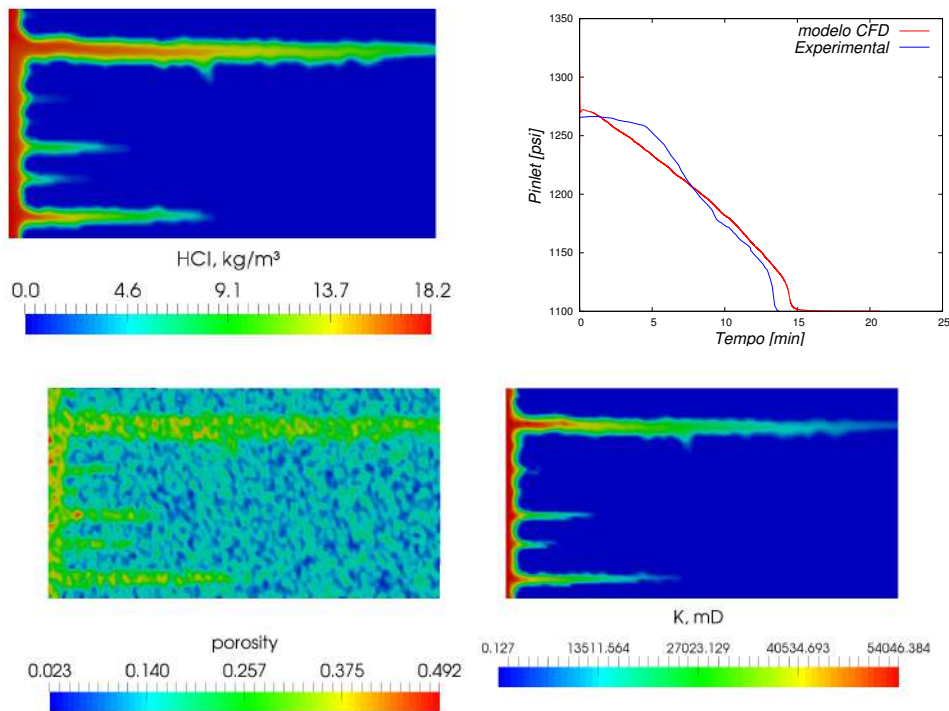 HCl, kg/m³
0.0 4.6 9.1 13.7 18.2
modelo CFD
Experimental
Pinlet [psi]
1350
1300
1250
1200
1150
1100
0 5 10 15 20 25
Tempo [min]
porosity
0.023 0.140 0.257 0.375 0.492
K, mD
0.127 13511.564 27023.129 40534.693 54046.384